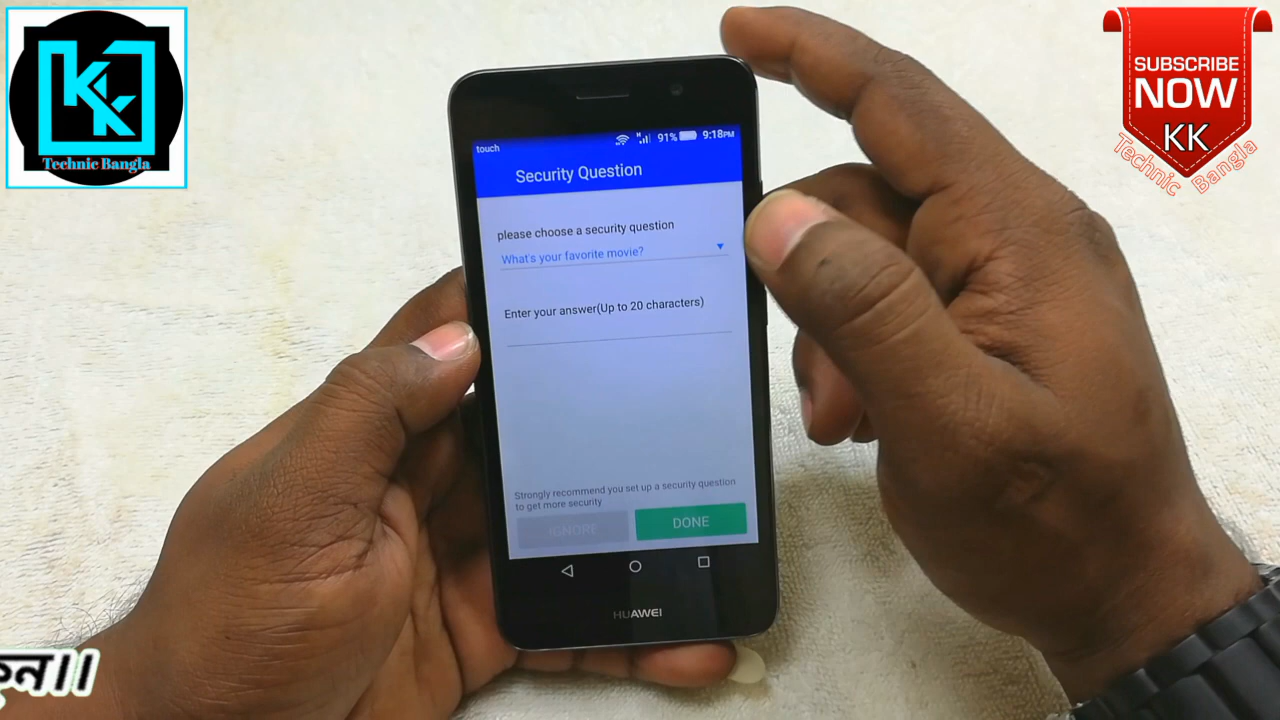 KK
Technic Bangla
SUBSCRIBE
NOW
KK
Technic Bangla
touch
91%
9:18PM
Security Question
please choose a security question
What's your favorite movie?
Enter your answer(Up to 20 characters)
Strongly recommend you set up a security question
to get more security
IGNORE
DONE
HUAWEI